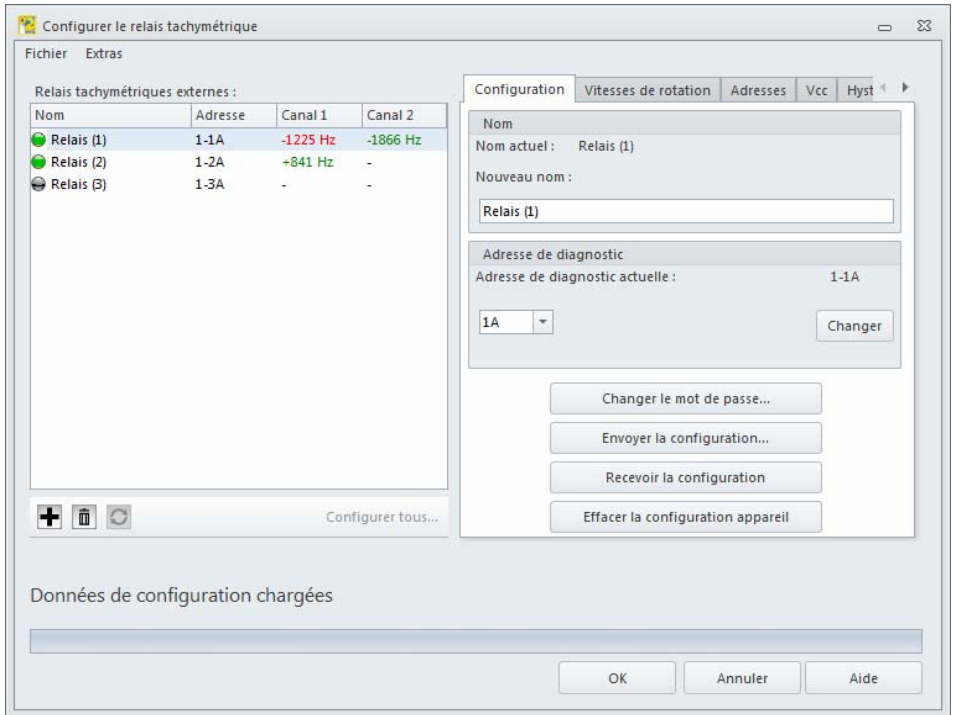 Configurer le relais tachymétrique
Fichier Extras
Relais tachymétriques externes :
Nom Adresse Canal 1 Canal 2
Relais (1) 1-1A -1225 Hz -1866 Hz
Relais (2) 1-2A +841 Hz -
Relais (3) 1-3A - -
Configurer tous...
Configuration Vitesses de rotation Adresses Vcc Hyst
Nom
Nom actuel : Relais (1)
Nouveau nom :
Relais (1)
Adresse de diagnostic
Adresse de diagnostic actuelle : 1-1A
1A Changer
Changer le mot de passe...
Envoyer la configuration...
Recevoir la configuration
Effacer la configuration appareil
Données de configuration chargées
OK Annuler Aide